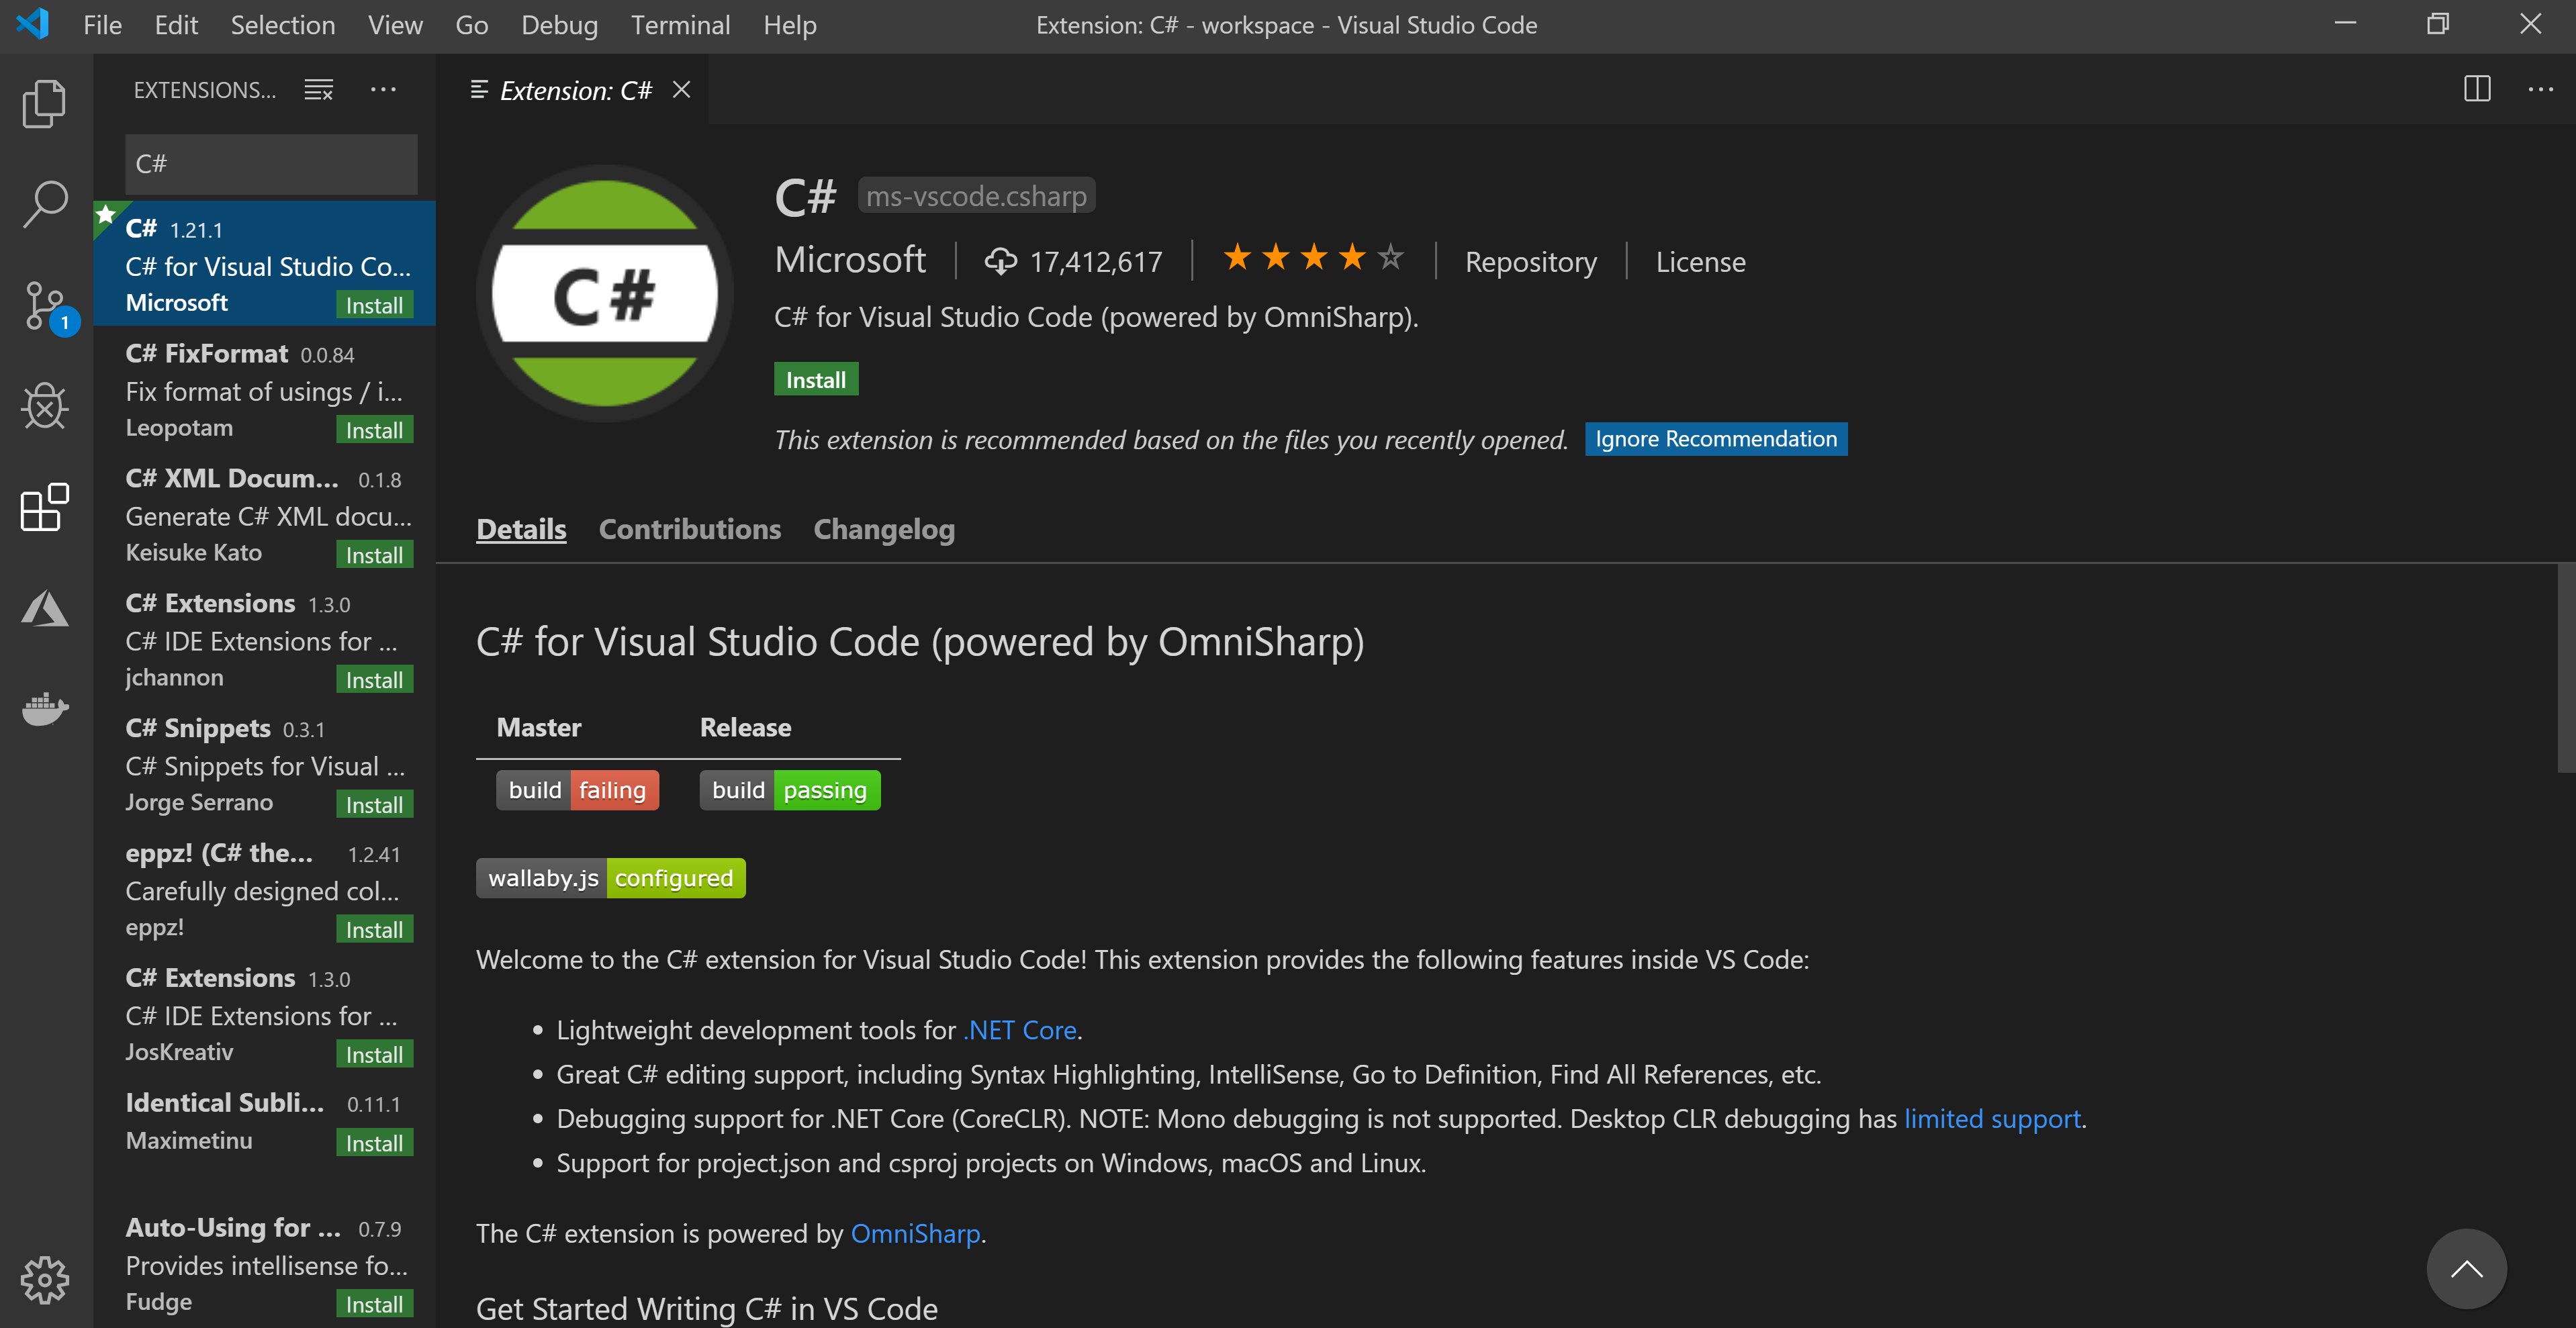 File Edit Selection View Go Debug Terminal Help
Extension: C# - workspace - Visual Studio Code
EXTENSIONS...
C#
1
C# 1.21.1
C# for Visual Studio Co...
Microsoft Install
C# FixFormat 0.0.84
Fix format of usings / i...
Leopotam Install
C# XML Docum... 0.1.8
Generate C# XML docu...
Keisuke Kato Install
C# Extensions 1.3.0
C# IDE Extensions for ...
jchannon Install
C# Snippets 0.3.1
C# Snippets for Visual ...
Jorge Serrano Install
eppz! (C# the... 1.2.41
Carefully designed col...
eppz! Install
C# Extensions 1.3.0
C# IDE Extensions for ...
JosKreativ Install
Identical Subli... 0.11.1
Maximetinu Install
Auto-Using for ... 0.7.9
Provides intellisense fo...
Fudge Install
Extension: C#
C# ms-vscode.csharp
C#
Microsoft 17,412,617 Repository License
C# for Visual Studio Code (powered by OmniSharp).
Install
This extension is recommended based on the files you recently opened. Ignore Recommendation
Details Contributions Changelog
C# for Visual Studio Code (powered by OmniSharp)
Master Release
build failing build passing
wallaby.js configured
Welcome to the C# extension for Visual Studio Code! This extension provides the following features inside VS Code:
• Lightweight development tools for .NET Core.
• Great C# editing support, including Syntax Highlighting, IntelliSense, Go to Definition, Find All References, etc.
• Debugging support for .NET Core (CoreCLR). NOTE: Mono debugging is not supported. Desktop CLR debugging has limited support.
• Support for project.json and csproj projects on Windows, macOS and Linux.
The C# extension is powered by OmniSharp.
Get Started Writing C# in VS Code